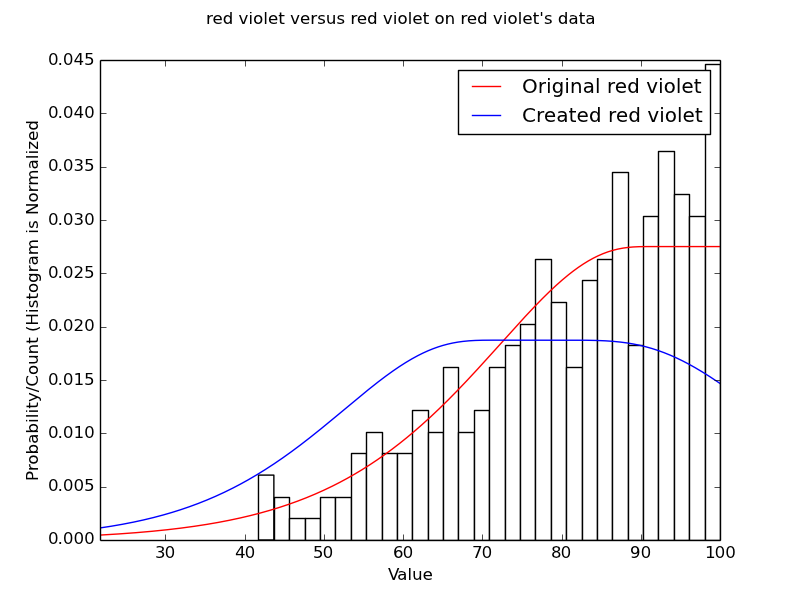 red violet versus red violet on red violet's data
Original red violet
Created red violet
Probability/Count (Histogram is Normalized
0.045
0.040
0.035
0.030
0.025
0.020
0.015
0.010
0.005
0.000
30 40 50 60 70 80 90 100
Value